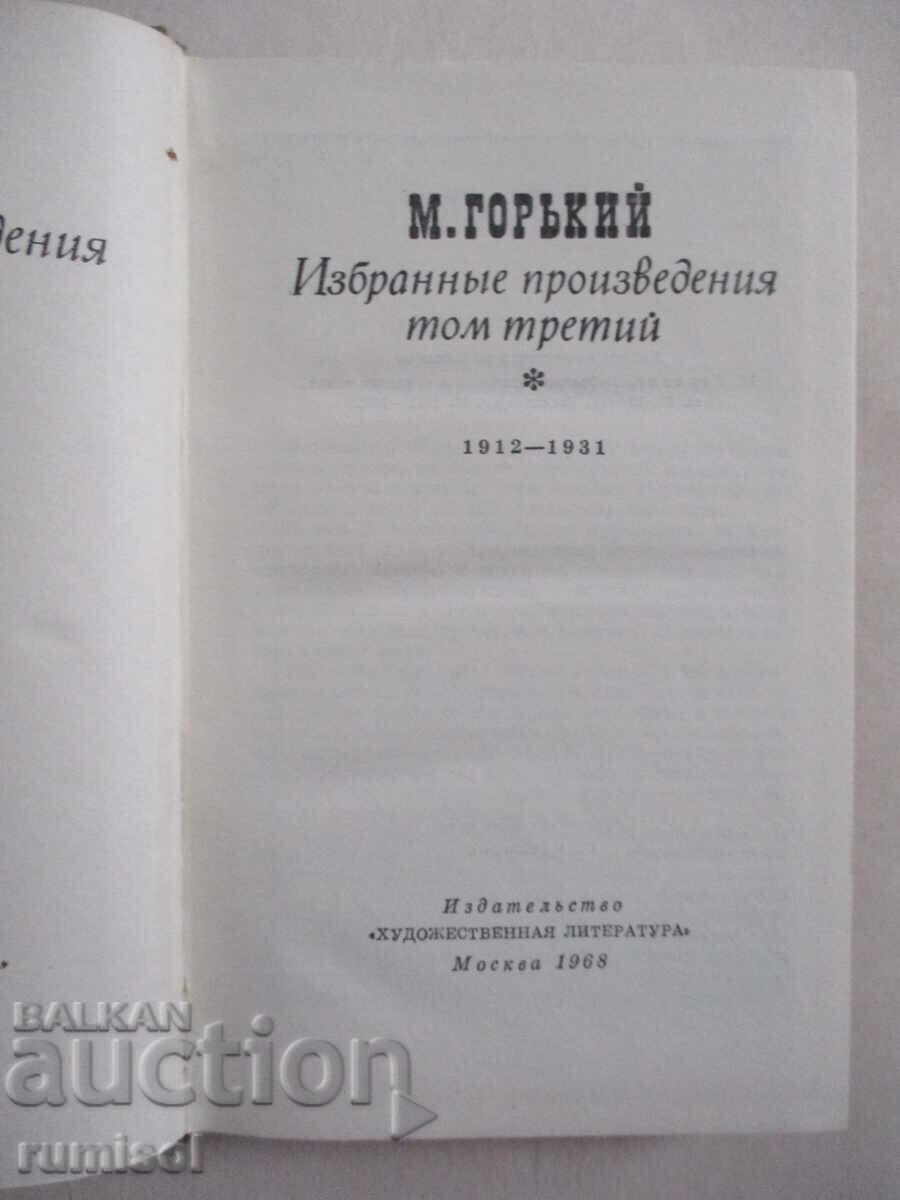 дения
М.ГОРЬКИЙ
Избранные произведения
том третий
*
1912—1931
Издательство
«ХУДОЖЕСТВЕННАЯ ЛИТЕРАТУРА»
Москва 1968
BALKAN
auction
rumisol